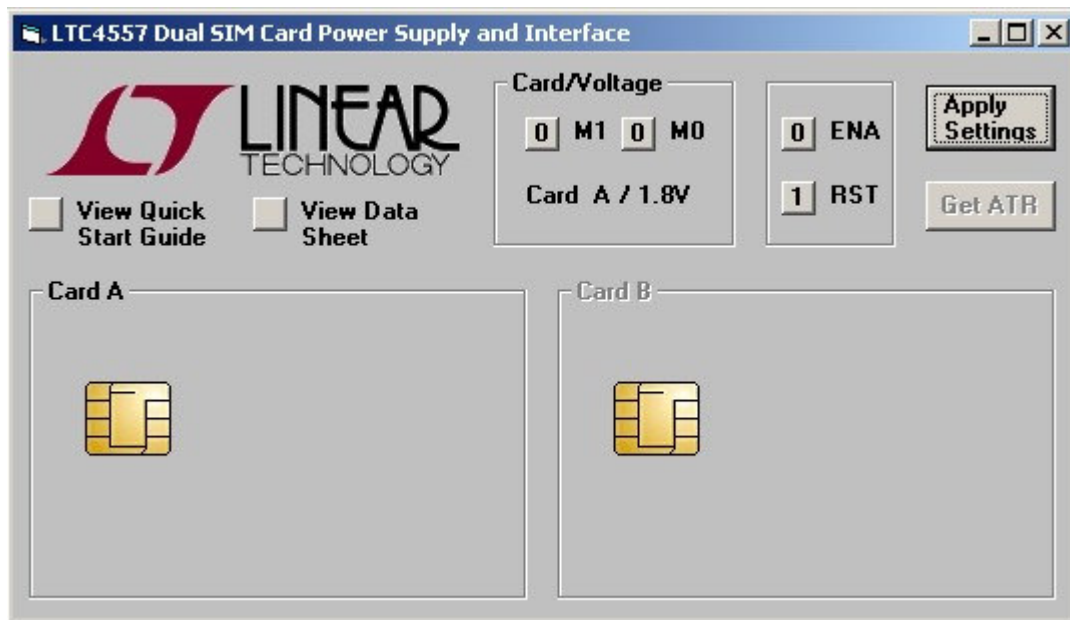 LTC4557 Dual SIM Card Power Supply and Interface
LINEAR
TECHNOLOGY
View Quick
Start Guide
View Data
Sheet
Card/Voltage
0 M1 0 M0
Card A / 1.8V
0 ENA
1 RST
Apply
Settings
Get ATR
Card A
Card B